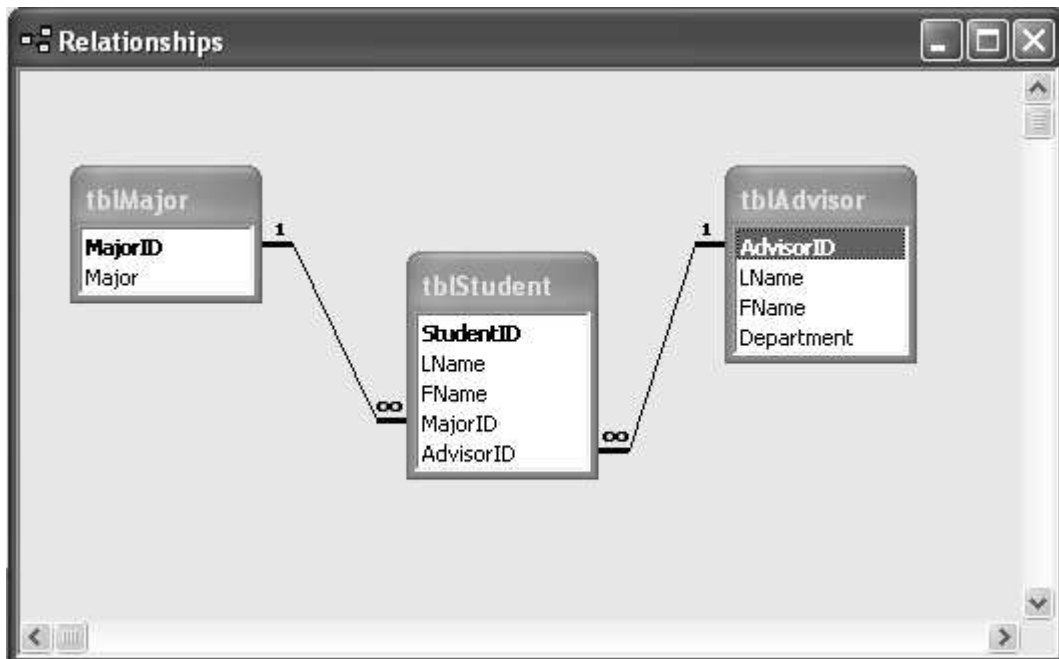 Relationships
tblMajor
MajorID
Major
1
∞
tblStudent
StudentID
LName
FName
MajorID
AdvisorID
∞
1
tblAdvisor
AdvisorID
LName
FName
Department